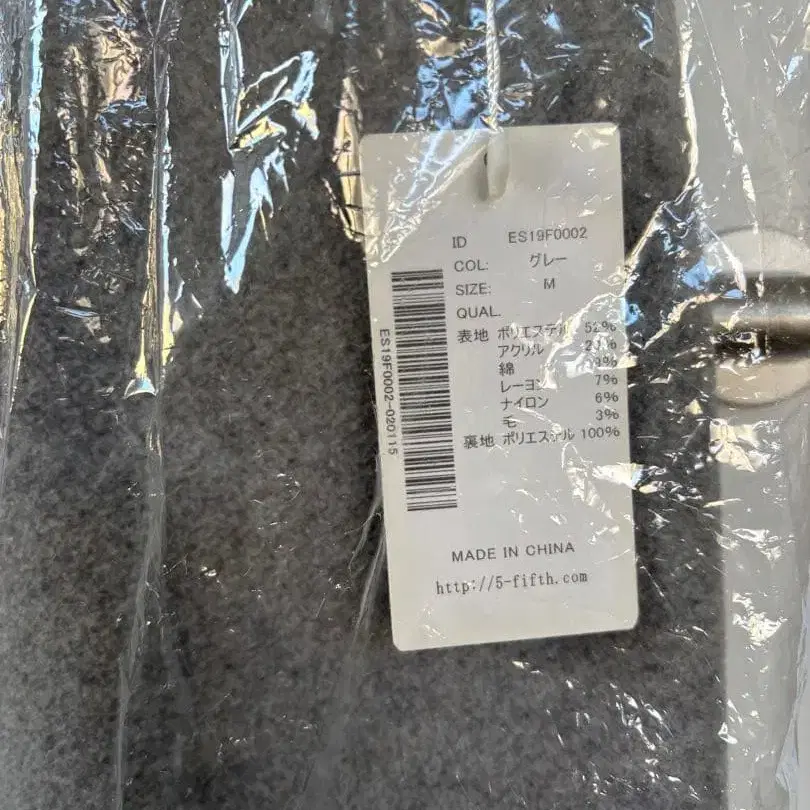 ID ES19F0002
COL: グレー
SIZE: M
QUAL.
表地 ポリエステル 52%
アクリル
綿
レーヨン 7%
ナイロン 6%
毛 3%
裏地 ポリエステル 100%
ES19F0002-020115
MADE IN CHINA
http://5-fifth.com